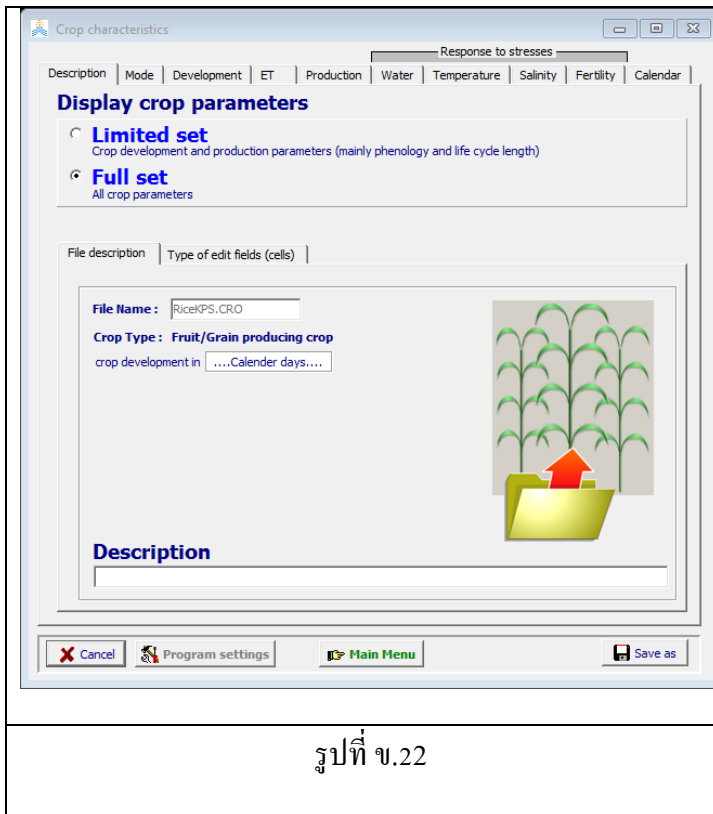 Crop characteristics
Response to stresses
Description Mode Development ET Production Water Temperature Salinity Fertility Calendar
Display crop parameters
Limited set
Crop development and production parameters (mainly phenology and life cycle length)
Full set
All crop parameters
File description Type of edit fields (cells)
File Name : RiceKPS.CRO
Crop Type : Fruit/Grain producing crop
crop development in ....Calender days....
Description
Cancel Program settings Main Menu Save as
รูปที่ ข.22